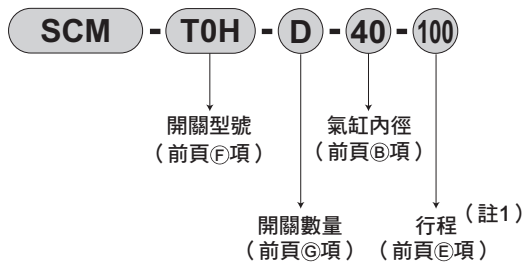 SCM - T0H - D - 40 - 100
開關型號 氣缸內徑
（前頁Ⓕ項） （前頁Ⓑ項）
開關數量 行程（註1）
（前頁Ⓖ項） （前頁Ⓔ項）